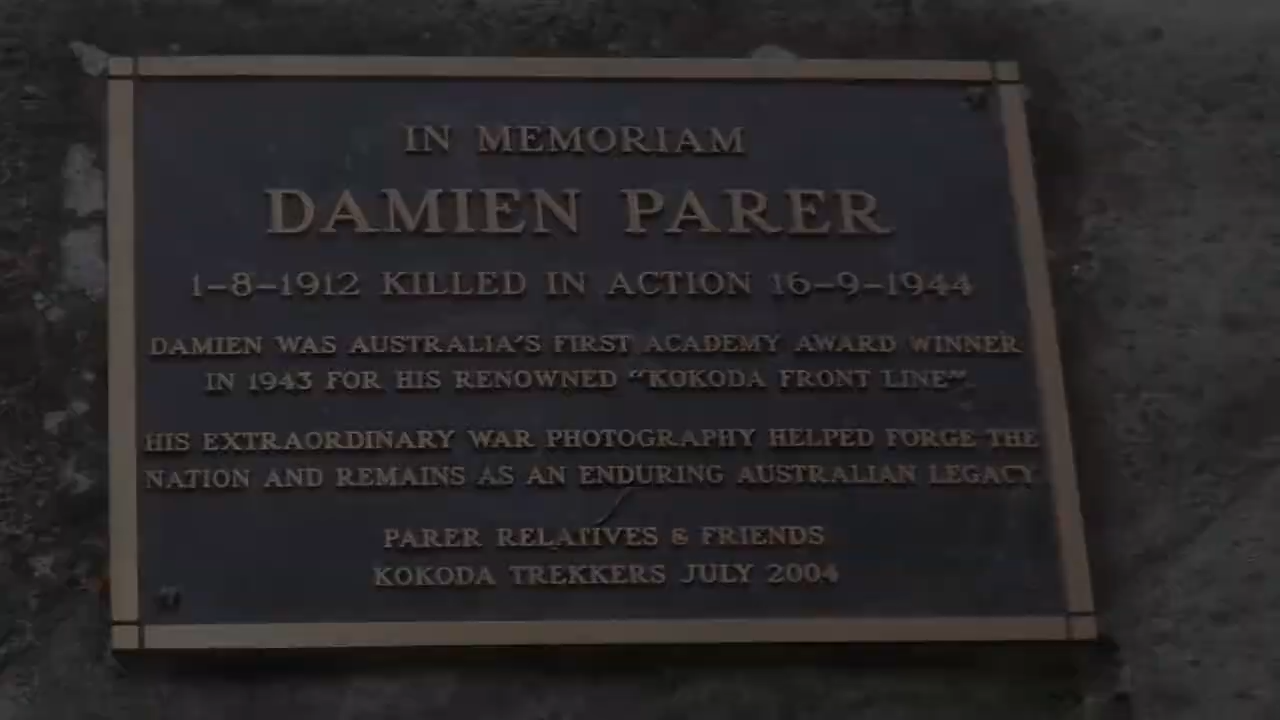 IN MEMORIAM
DAMIEN PARER
1-8-1912 KILLED IN ACTION 16-9-1944
DAMIEN WAS AUSTRALIA'S FIRST ACADEMY AWARD WINNER
IN 1943 FOR HIS RENOWNED "KOKODA FRONT LINE".
HIS EXTRAORDINARY WAR PHOTOGRAPHY HELPED FORGE THE
NATION AND REMAINS AS AN ENDURING AUSTRALIAN LEGACY
PARER RELATIVES & FRIENDS
KOKODA TREKKERS JULY 2004